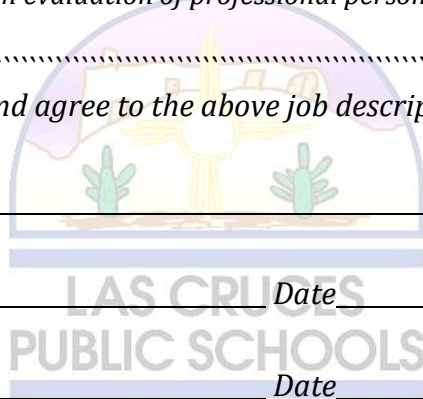 evaluation of professional person
nd agree to the above job descrip
Date
LAS CRUCES
PUBLIC SCHOOLS
Date